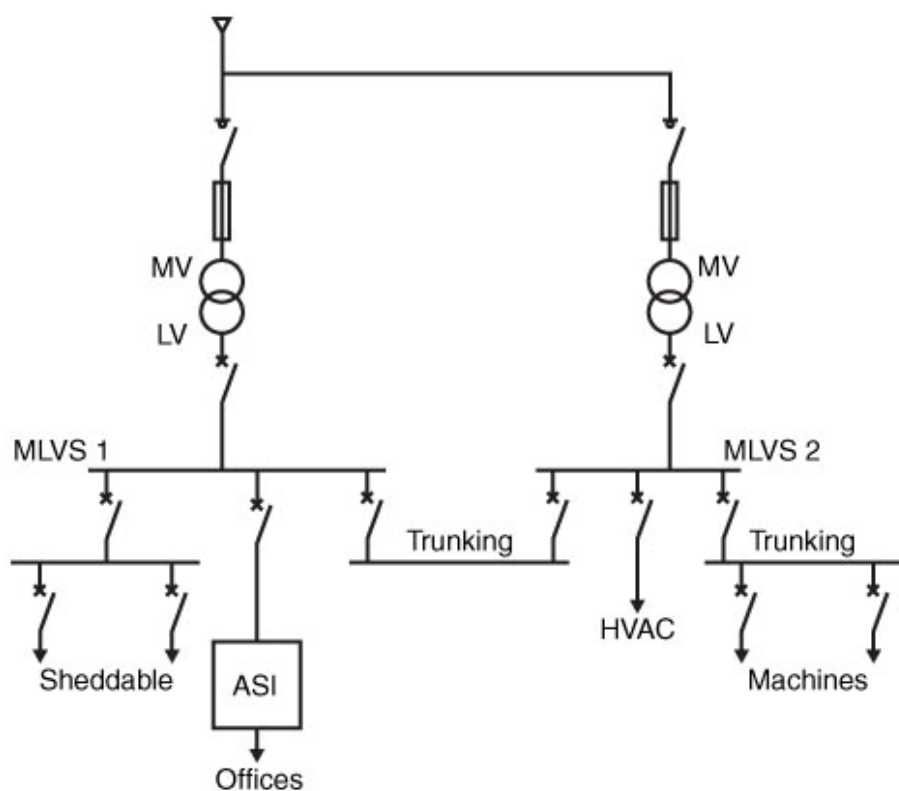 MV
MV
LV
LV
MLVS 1
MLVS 2
Trunking
Trunking
HVAC
Sheddable
ASI
Machines
Offices